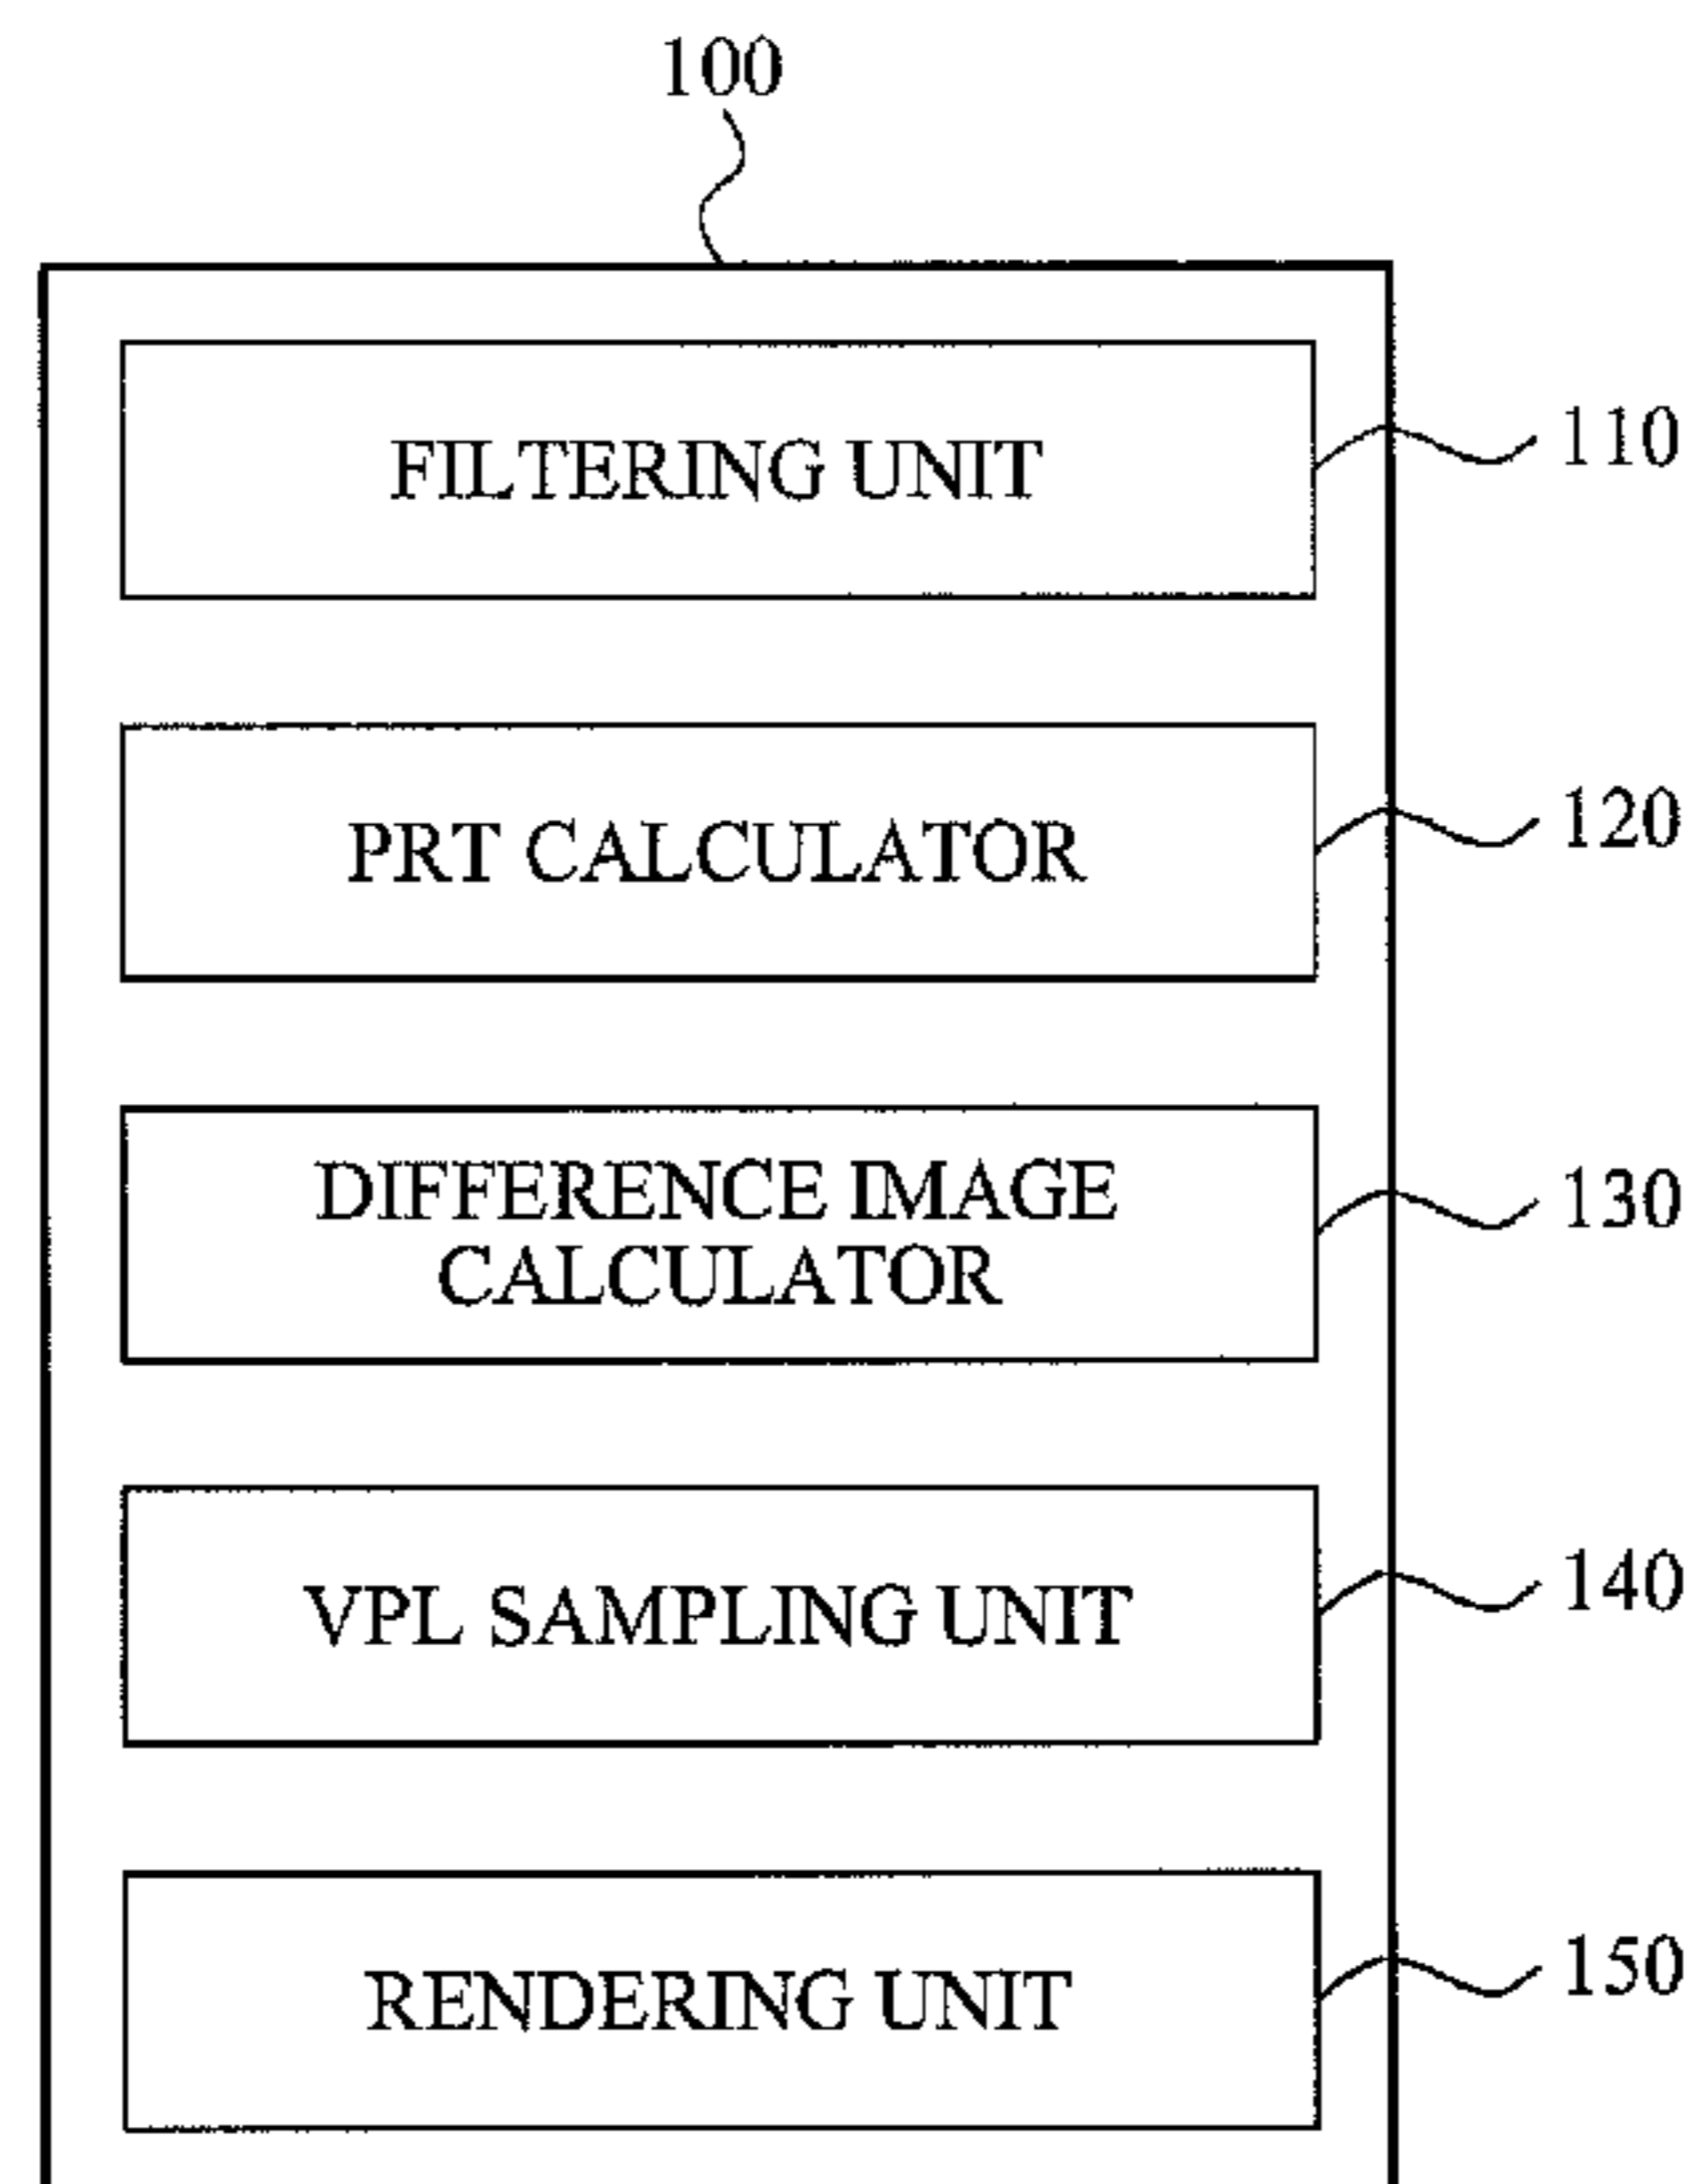 100
FILTERING UNIT
110
PRT CALCULATOR
120
DIFFERENCE IMAGE
CALCULATOR
130
VPL SAMPLING UNIT
140
RENDERING UNIT
150